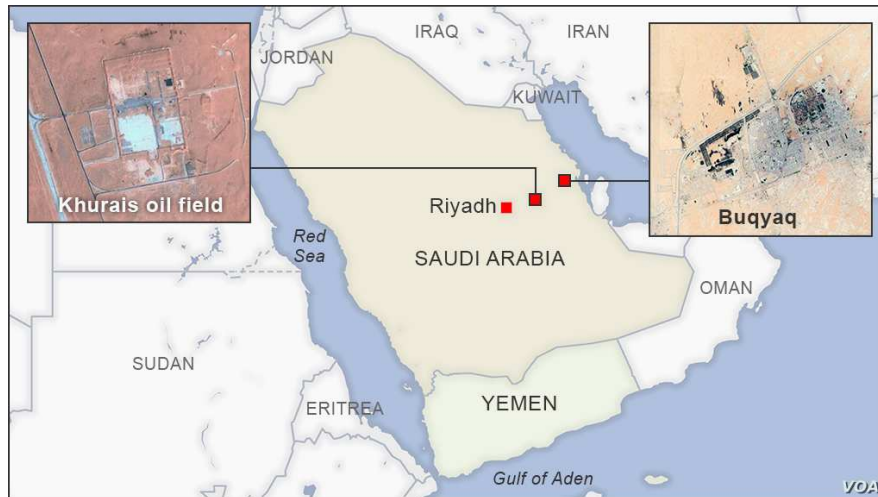 IRAQ
IRAN
JORDAN
KUWAIT
Khurais oil field
Buqyaq
Riyadh
Red
Sea
SAUDI ARABIA
OMAN
SUDAN
ERITREA
YEMEN
Gulf of Aden
VOA